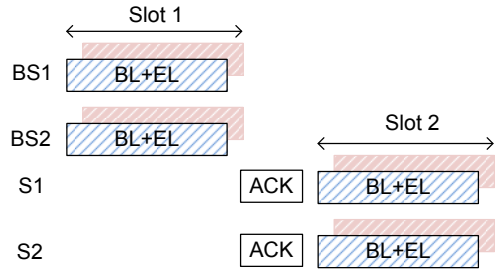 Slot 1
BS1 BL+EL
BS2 BL+EL
Slot 2
S1 ACK BL+EL
S2 ACK BL+EL